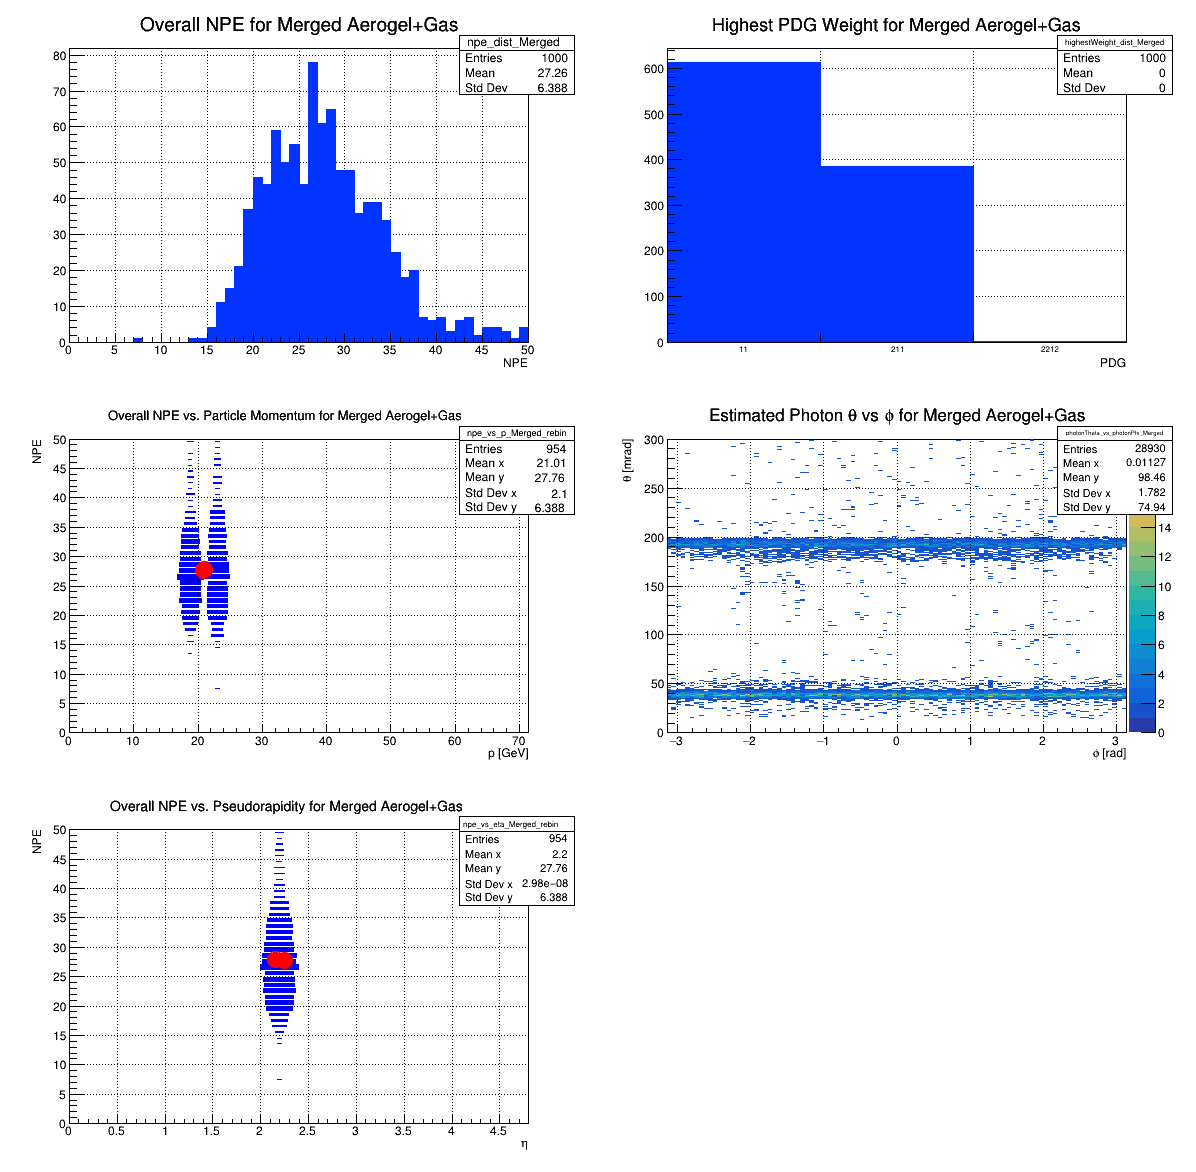 Overall NPE for Merged Aerogel+Gas
npe_dist_Merged
Entries 1000
Mean 27.26
Std Dev 6.388
80
70
60
50
40
30
20
10
0
0 5 10 15 20 25 30 35 40 45 50
NPE
Highest PDG Weight for Merged Aerogel+Gas
highestWeight_dist_Merged
Entries 1000
Mean 0
Std Dev 0
600
500
400
300
200
100
0
11 211 2212
PDG
Overall NPE vs. Particle Momentum for Merged Aerogel+Gas
npe_vs_p_Merged_rebin
Entries 954
Mean x 21.01
Mean y 27.76
Std Dev x 2.1
Std Dev y 6.388
NPE
50
45
40
35
30
25
20
15
10
5
0
0 10 20 30 40 50 60 70
p [GeV]
Estimated Photon θ vs ϕ for Merged Aerogel+Gas
photonTheta_vs_photonPhi_Merged
Entries 28930
Mean x 0.01127
Mean y 98.46
Std Dev x 1.782
Std Dev y 74.94
θ [mrad]
300
250
200
150
100
50
0
−3 −2 −1 0 1 2 3
ϕ [rad]
14
12
10
8
6
4
2
0
Overall NPE vs. Pseudorapidity for Merged Aerogel+Gas
npe_vs_eta_Merged_rebin
Entries 954
Mean x 2.2
Mean y 27.76
Std Dev x 2.98e−08
Std Dev y 6.388
NPE
50
45
40
35
30
25
20
15
10
5
0
0 0.5 1 1.5 2 2.5 3 3.5 4 4.5
η